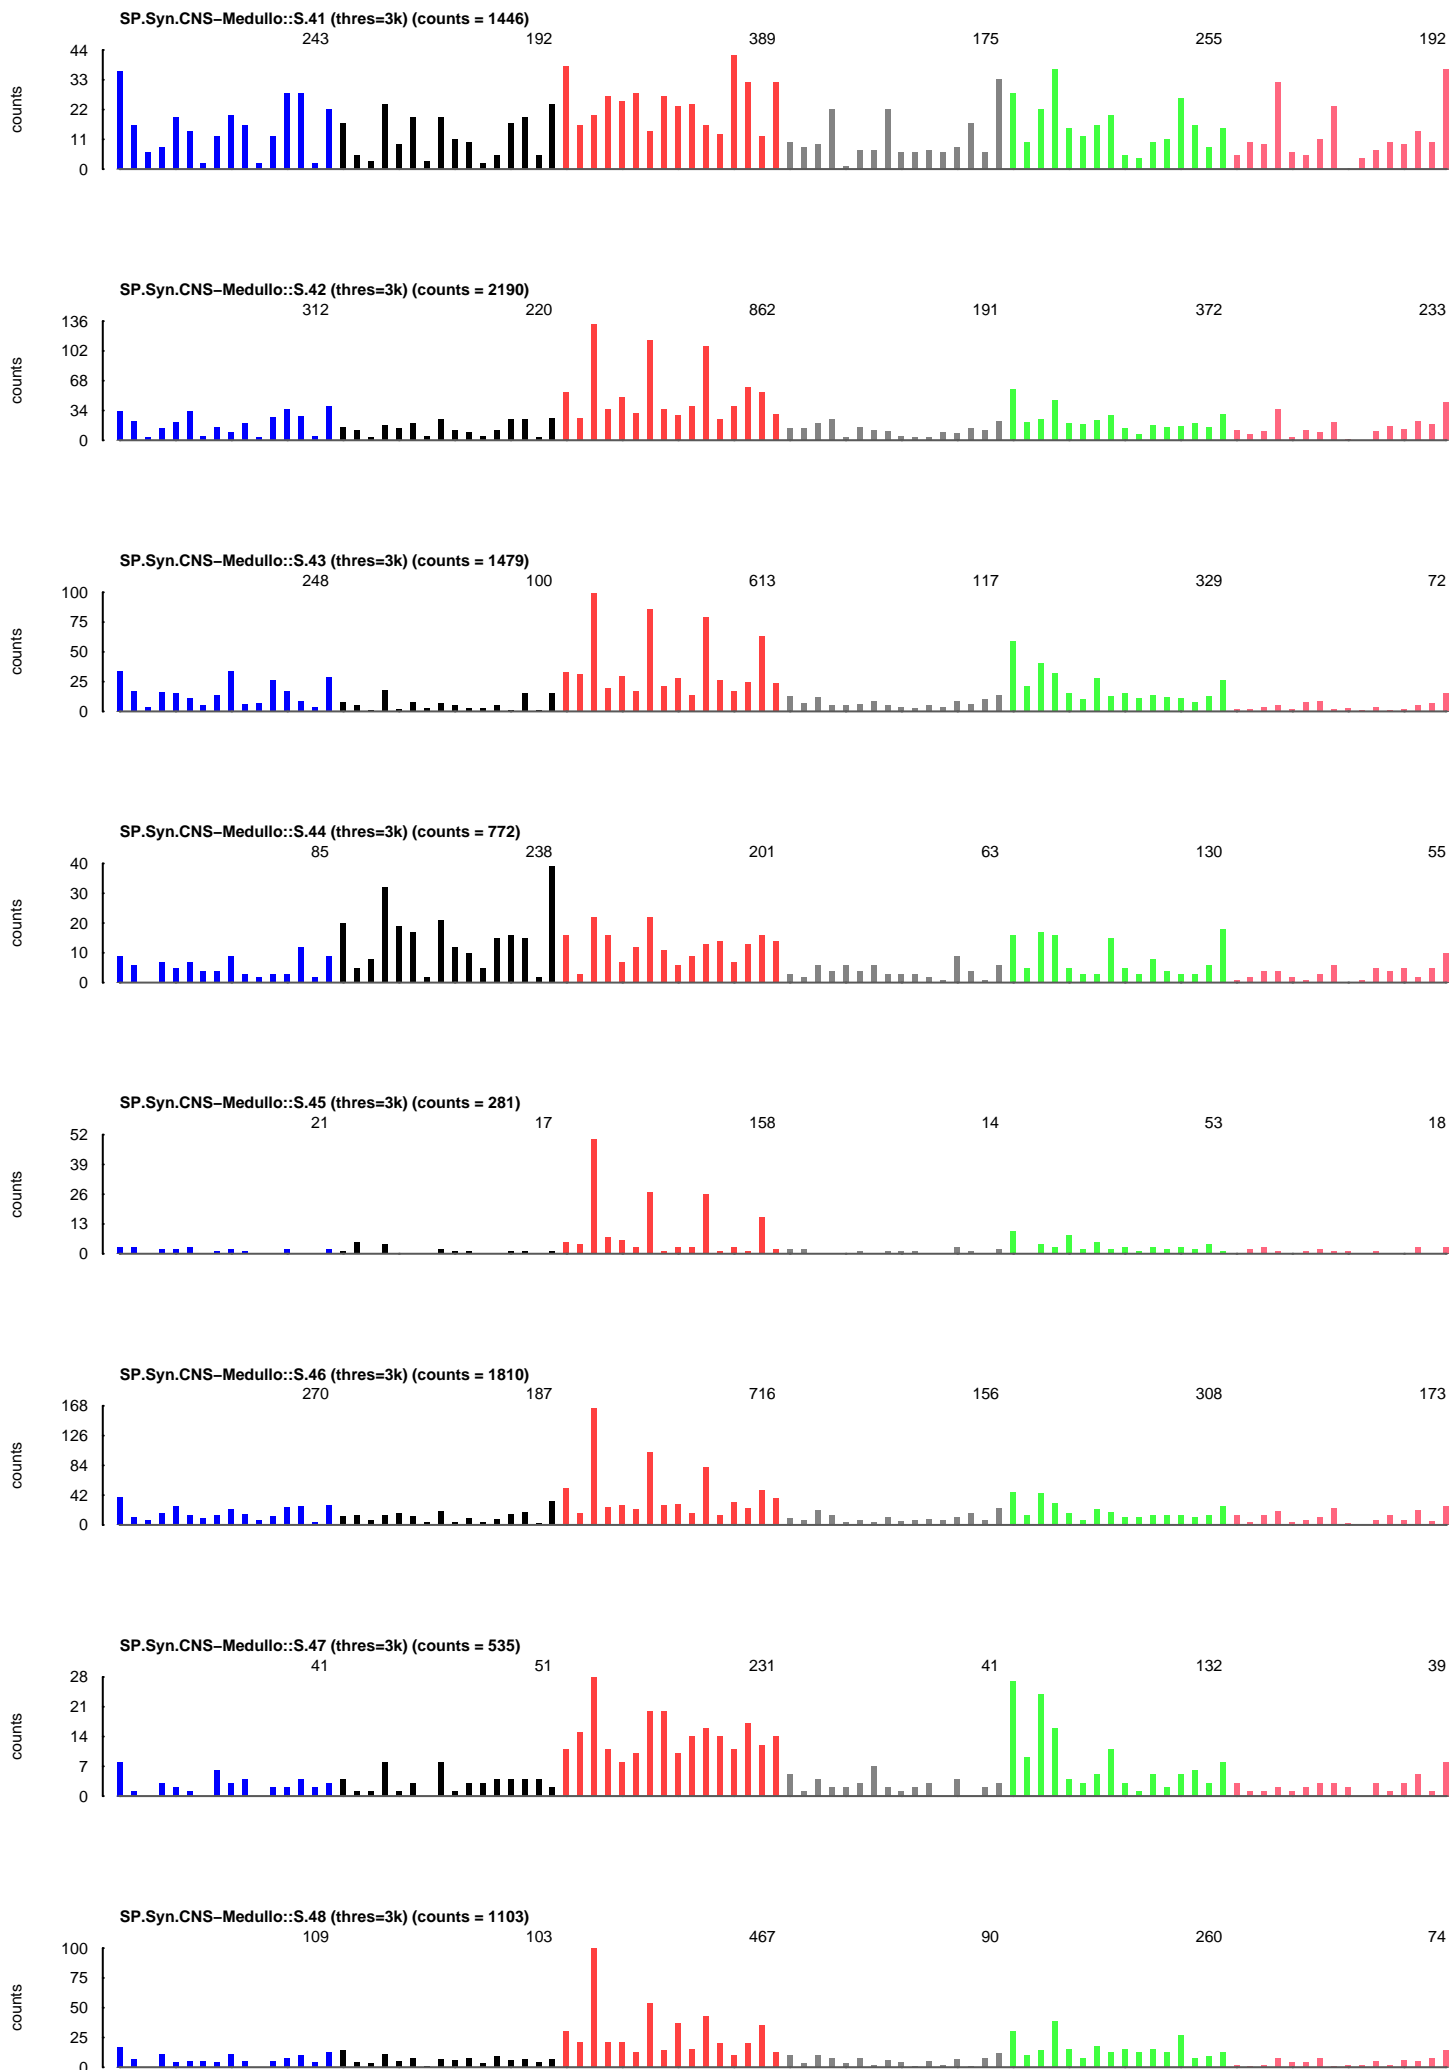 SP.Syn.CNS−Medullo::S.41 (thres=3k) (counts = 1446)
243 192 389 175 255 192
44
33
22
11
0
counts
SP.Syn.CNS−Medullo::S.42 (thres=3k) (counts = 2190)
312 220 862 191 372 233
136
102
68
34
0
counts
SP.Syn.CNS−Medullo::S.43 (thres=3k) (counts = 1479)
248 100 613 117 329 72
100
75
50
25
0
counts
SP.Syn.CNS−Medullo::S.44 (thres=3k) (counts = 772)
85 238 201 63 130 55
40
30
20
10
0
counts
SP.Syn.CNS−Medullo::S.45 (thres=3k) (counts = 281)
21 17 158 14 53 18
52
39
26
13
0
counts
SP.Syn.CNS−Medullo::S.46 (thres=3k) (counts = 1810)
270 187 716 156 308 173
168
126
84
42
0
counts
SP.Syn.CNS−Medullo::S.47 (thres=3k) (counts = 535)
41 51 231 41 132 39
28
21
14
7
0
counts
SP.Syn.CNS−Medullo::S.48 (thres=3k) (counts = 1103)
109 103 467 90 260 74
100
75
50
25
0
counts